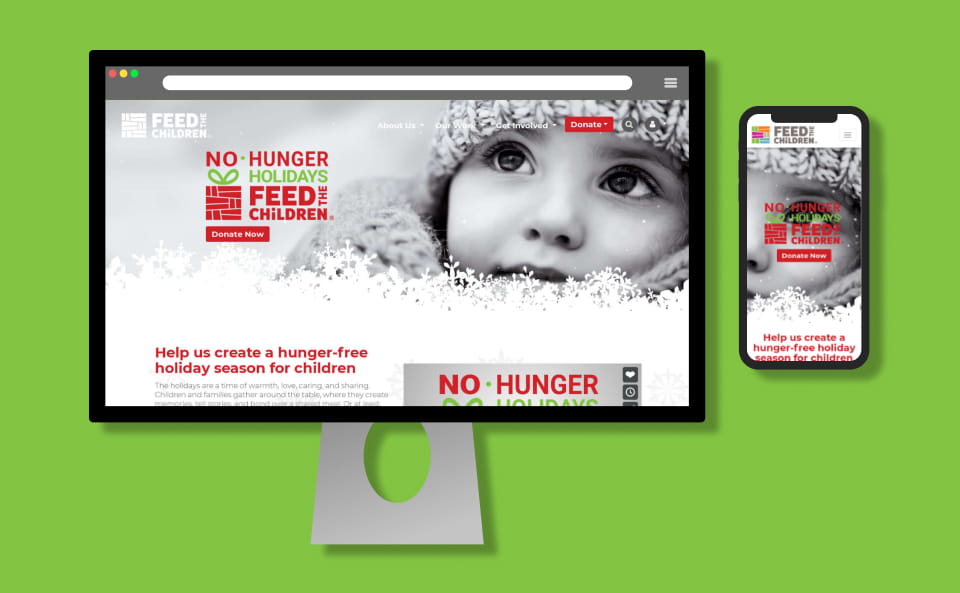 FEED THE
CHiLDREN®
About Us Our Work Get Involved Donate
NO • HUNGER
HOLIDAYS
FEED THE
CHiLDREN®
Donate Now
Help us create a hunger-free
holiday season for children
The holidays are a time of warmth, love, caring, and sharing.
Children and families gather around the table, where they create
memories, tell stories, and bond over a shared meal. Or at least,
NO • HUNGER
HOLIDAYS
FEED THE
CHiLDREN®
NO • HUNGER
HOLIDAYS
FEED THE
CHiLDREN®
Donate Now
Help us create a
hunger-free holiday
season for children